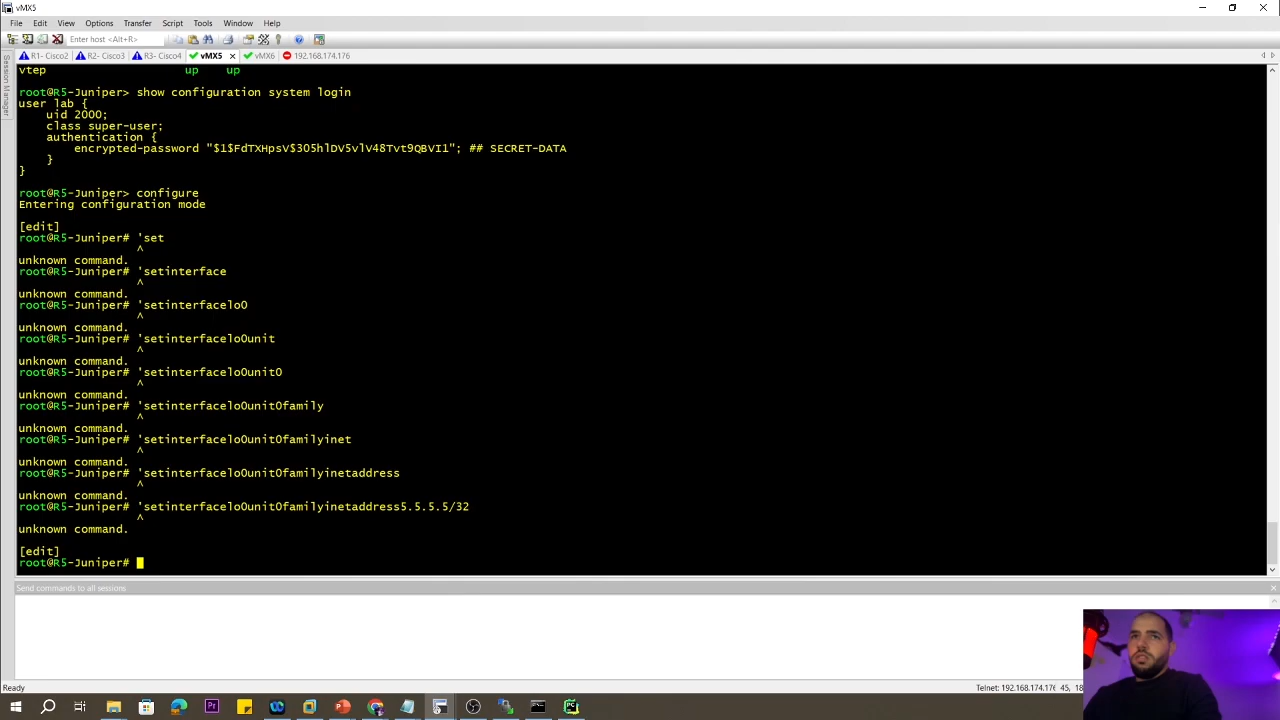 vMX5
File Edit View Options Transfer Script Tools Window Help
Enter host <Alt+R>
R1- Cisco2 R2- Cisco3 R3- Cisco4 vMX5 vMX6 192.168.174.176
Session Manager
vtep up up
root@R5-Juniper> show configuration system login
user lab {
uid 2000;
class super-user;
authentication {
encrypted-password "$1$FdTXHpsV$3O5hlDV5vlV48Tvt9QBVI1"; ## SECRET-DATA
}
}
root@R5-Juniper> configure
Entering configuration mode
[edit]
root@R5-Juniper# 'set
^
unknown command.
root@R5-Juniper# 'setinterface
^
unknown command.
root@R5-Juniper# 'setinterfacelo0
^
unknown command.
root@R5-Juniper# 'setinterfacelo0unit
^
unknown command.
root@R5-Juniper# 'setinterfacelo0unit0
^
unknown command.
root@R5-Juniper# 'setinterfacelo0unit0family
^
unknown command.
root@R5-Juniper# 'setinterfacelo0unit0familyinet
^
unknown command.
root@R5-Juniper# 'setinterfacelo0unit0familyinetaddress
^
unknown command.
root@R5-Juniper# 'setinterfacelo0unit0familyinetaddress5.5.5.5/32
^
unknown command.
[edit]
root@R5-Juniper#
Send commands to all sessions
Ready Telnet: 192.168.174.176 45, 18